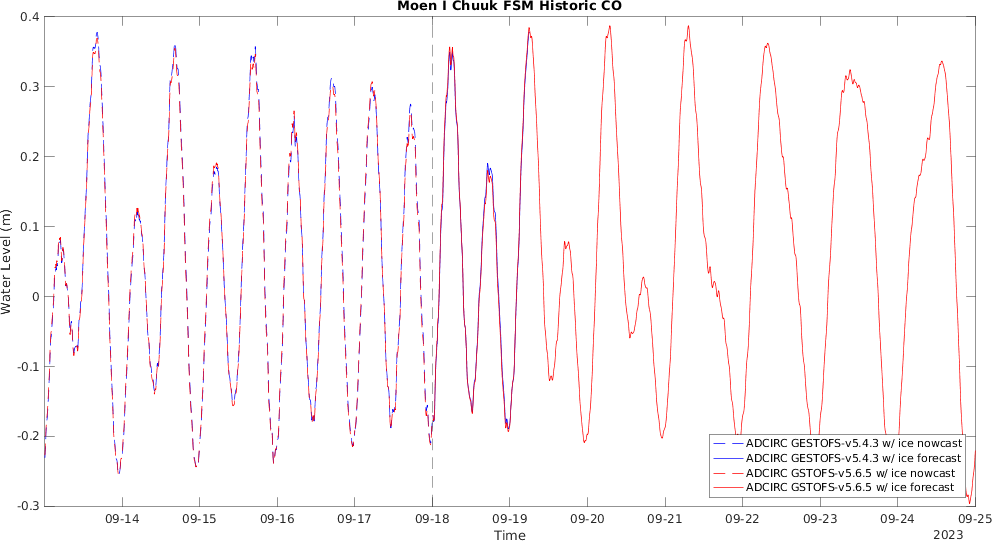 Moen I Chuuk FSM Historic CO
0.4
0.3
0.2
0.1
0
-0.1
-0.2
-0.3
Water Level (m)
ADCIRC GESTOFS-v5.4.3 w/ ice nowcast
ADCIRC GESTOFS-v5.4.3 w/ ice forecast
ADCIRC GSTOFS-v5.6.5 w/ ice nowcast
ADCIRC GSTOFS-v5.6.5 w/ ice forecast
09-14 09-15 09-16 09-17 09-18 09-19 09-20 09-21 09-22 09-23 09-24 09-25
Time
2023